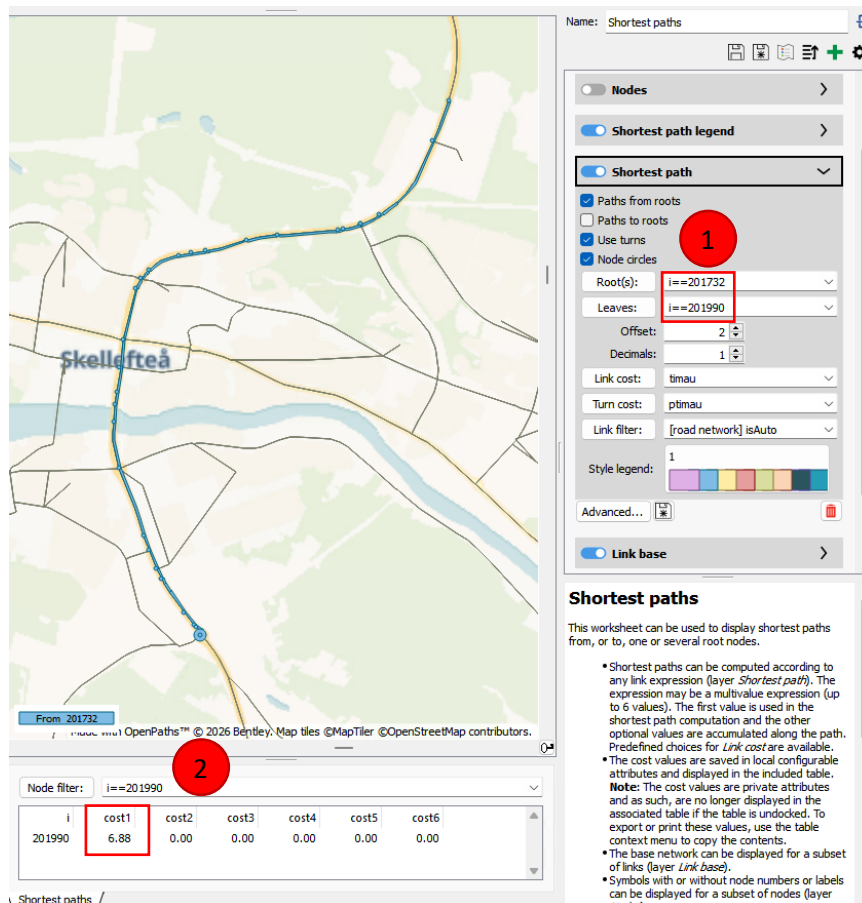 Name: Shortest paths
Nodes
Shortest path legend
Shortest path
Paths from roots
Paths to roots
Use turns
1
Node circles
Root(s): i==201732
Leaves: i==201990
Offset: 2
Decimals: 1
Link cost: timau
Turn cost: ptimau
Link filter: [road network] isAuto
Style legend: 1
Advanced...
Link base
Skellefteå
From 201732
Made with OpenPaths™ © 2026 Bentley. Map tiles ©MapTiler ©OpenStreetMap contributors.
2
Node filter: i==201990
i cost1 cost2 cost3 cost4 cost5 cost6
201990 6.88 0.00 0.00 0.00 0.00 0.00
Shortest paths
Shortest paths
This worksheet can be used to display shortest paths
from, or to, one or several root nodes.
•Shortest paths can be computed according to
any link expression (layer Shortest path). The
expression may be a multivalue expression (up
to 6 values). The first value is used in the
shortest path computation and the other
optional values are accumulated along the path.
Predefined choices for Link cost are available.
•The cost values are saved in local configurable
attributes and displayed in the included table.
Note: The cost values are private attributes
and as such, are no longer displayed in the
associated table if the table is undocked. To
export or print these values, use the table
context menu to copy the contents.
•The base network can be displayed for a subset
of links (layer Link base).
•Symbols with or without node numbers or labels
can be displayed for a subset of nodes (layer